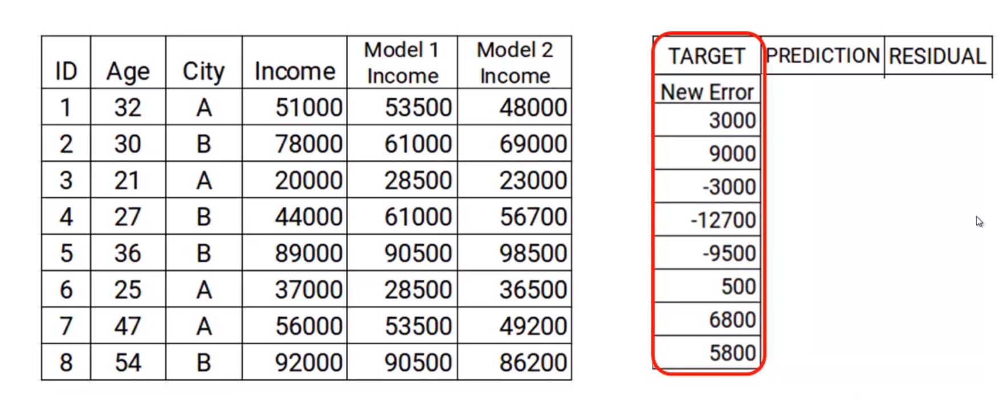 ID Age City Income Model 1 Income Model 2 Income
1 32 A 51000 53500 48000
2 30 B 78000 61000 69000
3 21 A 20000 28500 23000
4 27 B 44000 61000 56700
5 36 B 89000 90500 98500
6 25 A 37000 28500 36500
7 47 A 56000 53500 49200
8 54 B 92000 90500 86200
TARGET PREDICTION RESIDUAL
New Error
3000
9000
-3000
-12700
-9500
500
6800
5800